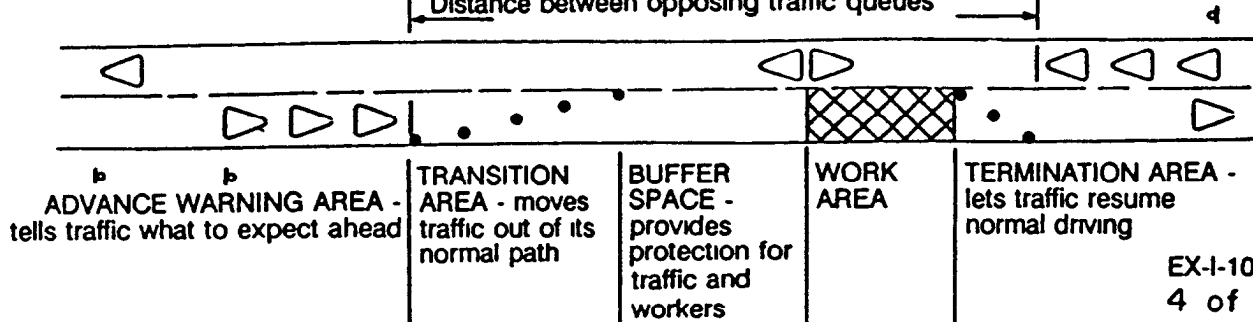 Distance between opposing traffic queues
ADVANCE WARNING AREA -
tells traffic what to expect ahead
TRANSITION
AREA - moves
traffic out of its
normal path
BUFFER
SPACE -
provides
protection for
traffic and
workers
WORK
AREA
TERMINATION AREA -
lets traffic resume
normal driving
EX-I-10
4 of